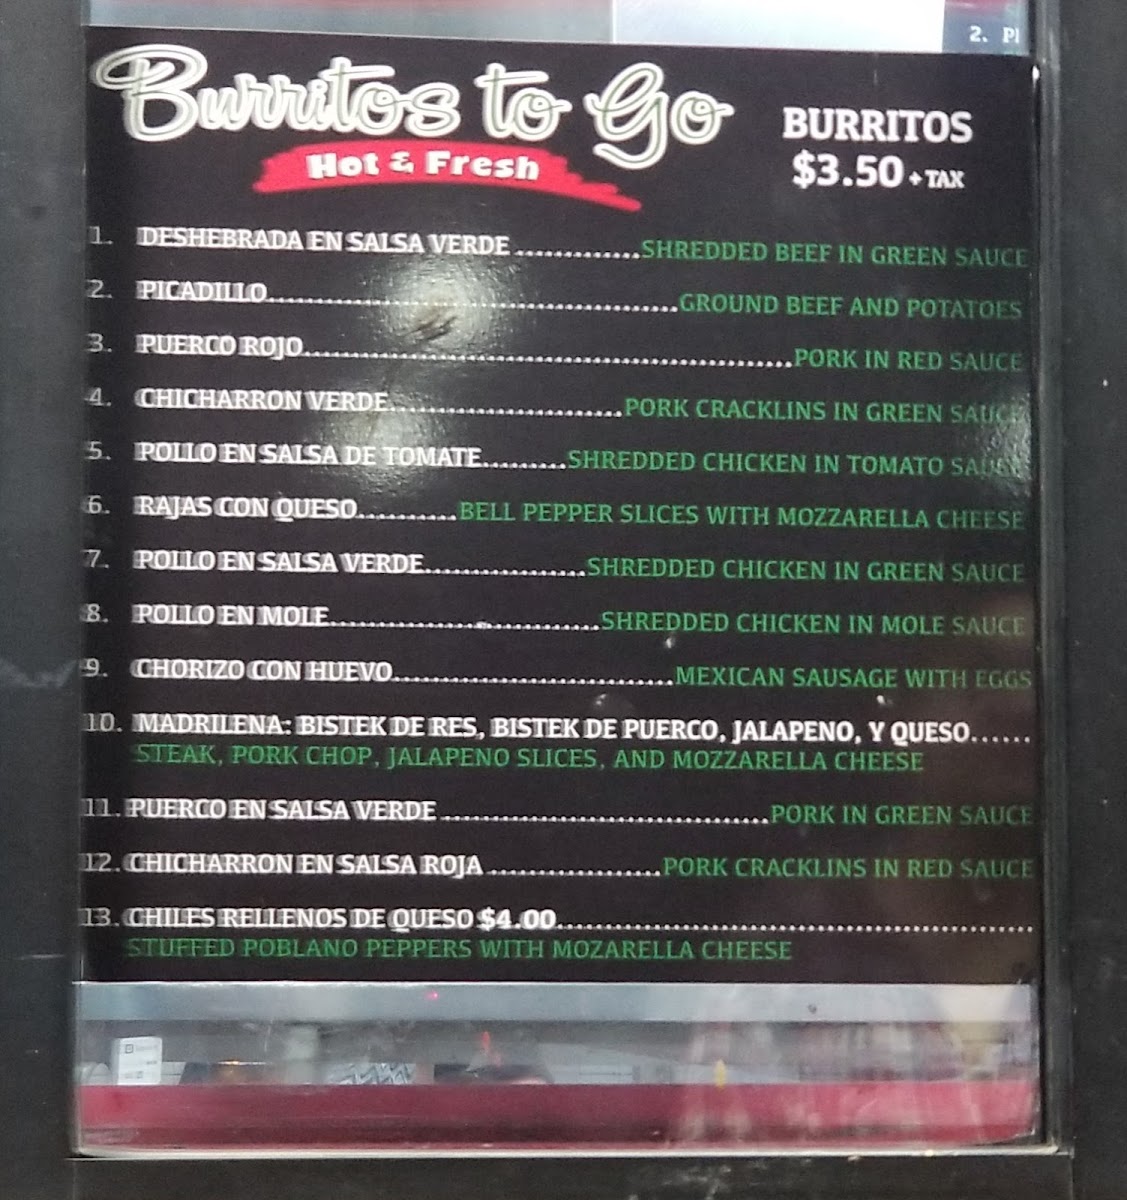 2. Pl
Burritos to Go
Hot & Fresh
BURRITOS
$3.50 + TAX
1. DESHEBRADA EN SALSA VERDE..............SHREDDED BEEF IN GREEN SAUCE
2. PICADILLO..............GROUND BEEF AND POTATOES
3. PUERCO ROJO..............PORK IN RED SAUCE
4. CHICHARRON VERDE..............PORK CRACKLINS IN GREEN SAUCE
5. POLLO EN SALSA DE TOMATE.........SHREDDED CHICKEN IN TOMATO SAUCE
6. RAJAS CON QUESO..........BELL PEPPER SLICES WITH MOZZARELLA CHEESE
7. POLLO EN SALSA VERDE..............SHREDDED CHICKEN IN GREEN SAUCE
8. POLLO EN MOLE..............SHREDDED CHICKEN IN MOLE SAUCE
9. CHORIZO CON HUEVO..............MEXICAN SAUSAGE WITH EGGS
10. MADRILENA: BISTEK DE RES, BISTEK DE PUERCO, JALAPENO, Y QUESO......
STEAK, PORK CHOP, JALAPENO SLICES, AND MOZZARELLA CHEESE
11. PUERCO EN SALSA VERDE..............PORK IN GREEN SAUCE
12. CHICHARRON EN SALSA ROJA..............PORK CRACKLINS IN RED SAUCE
13. CHILES RELLENOS DE QUESO $4.00..............
STUFFED POBLANO PEPPERS WITH MOZARELLA CHEESE